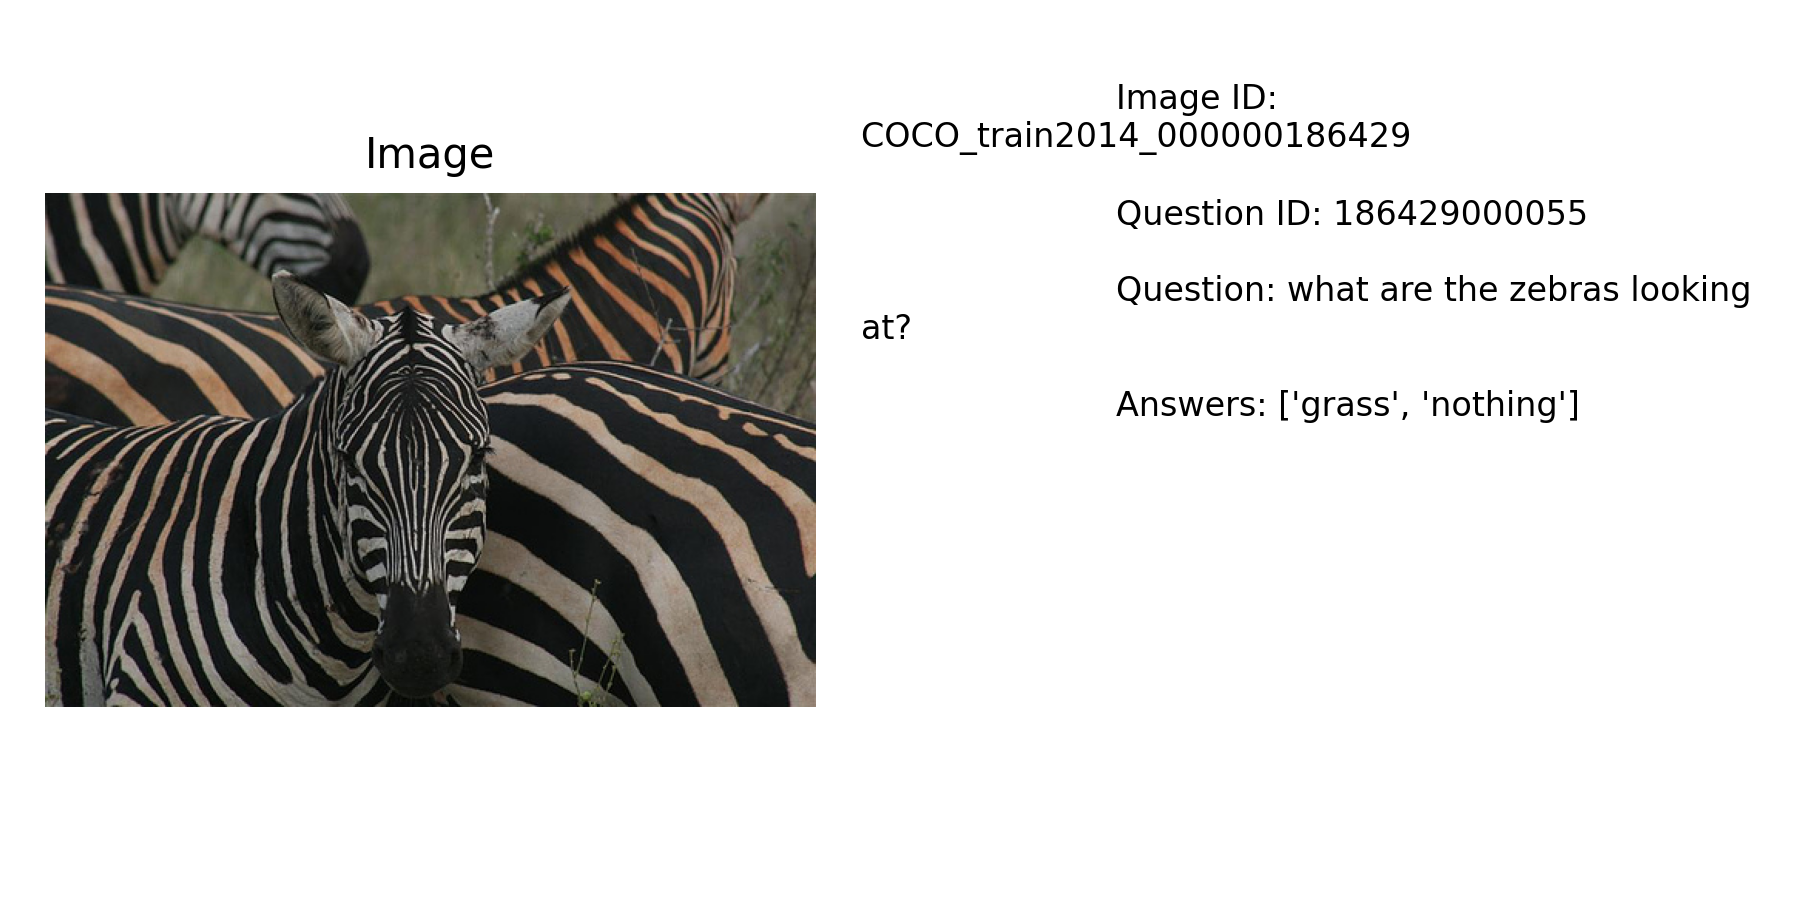 Image
Image ID:
COCO_train2014_000000186429
Question ID: 186429000055
Question: what are the zebras looking
at?
Answers: ['grass', 'nothing']